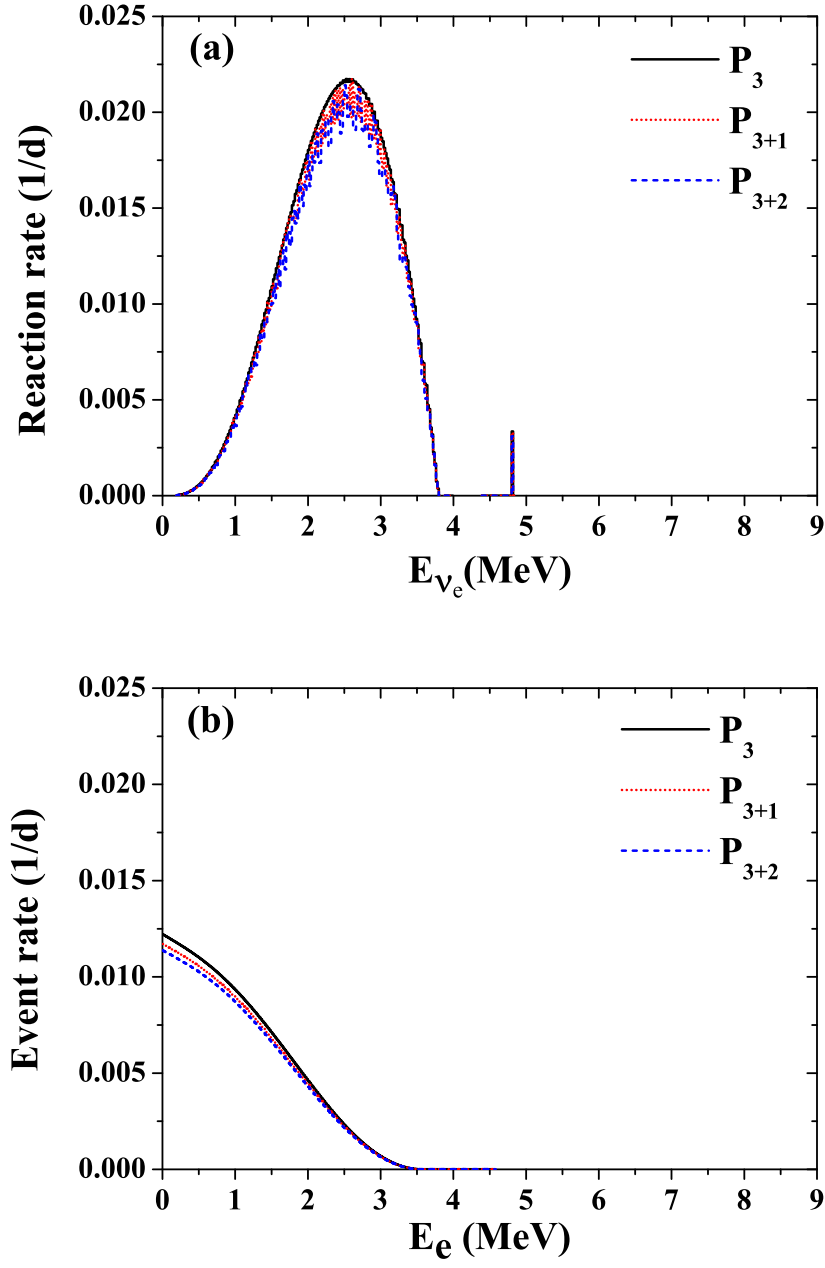 (a)
P3
P3+1
P3+2
0.025
0.020
0.015
0.010
0.005
0.000
Reaction rate (1/d)
0 1 2 3 4 5 6 7 8 9
Eνe(MeV)
(b)
P3
P3+1
P3+2
0.025
0.020
0.015
0.010
0.005
0.000
Event rate (1/d)
0 1 2 3 4 5 6 7 8 9
Ee (MeV)